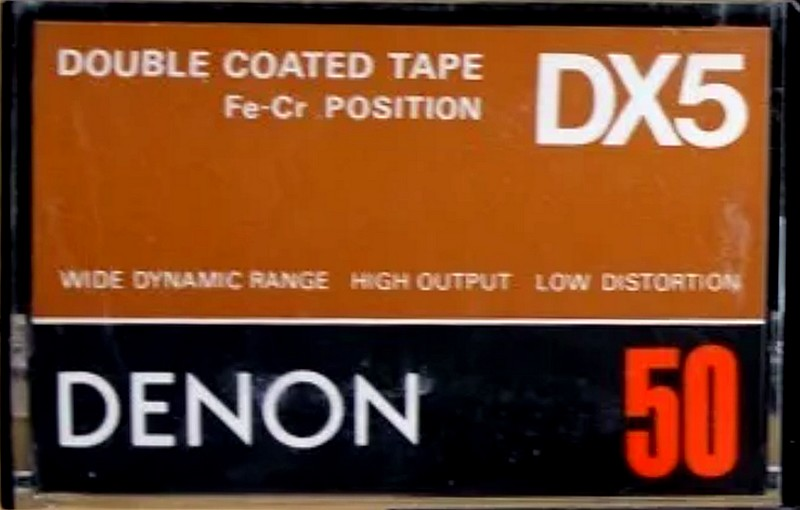 DOUBLE COATED TAPE DX5
Fe-Cr POSITION
WIDE DYNAMIC RANGE HIGH OUTPUT LOW DISTORTION
DENON 50